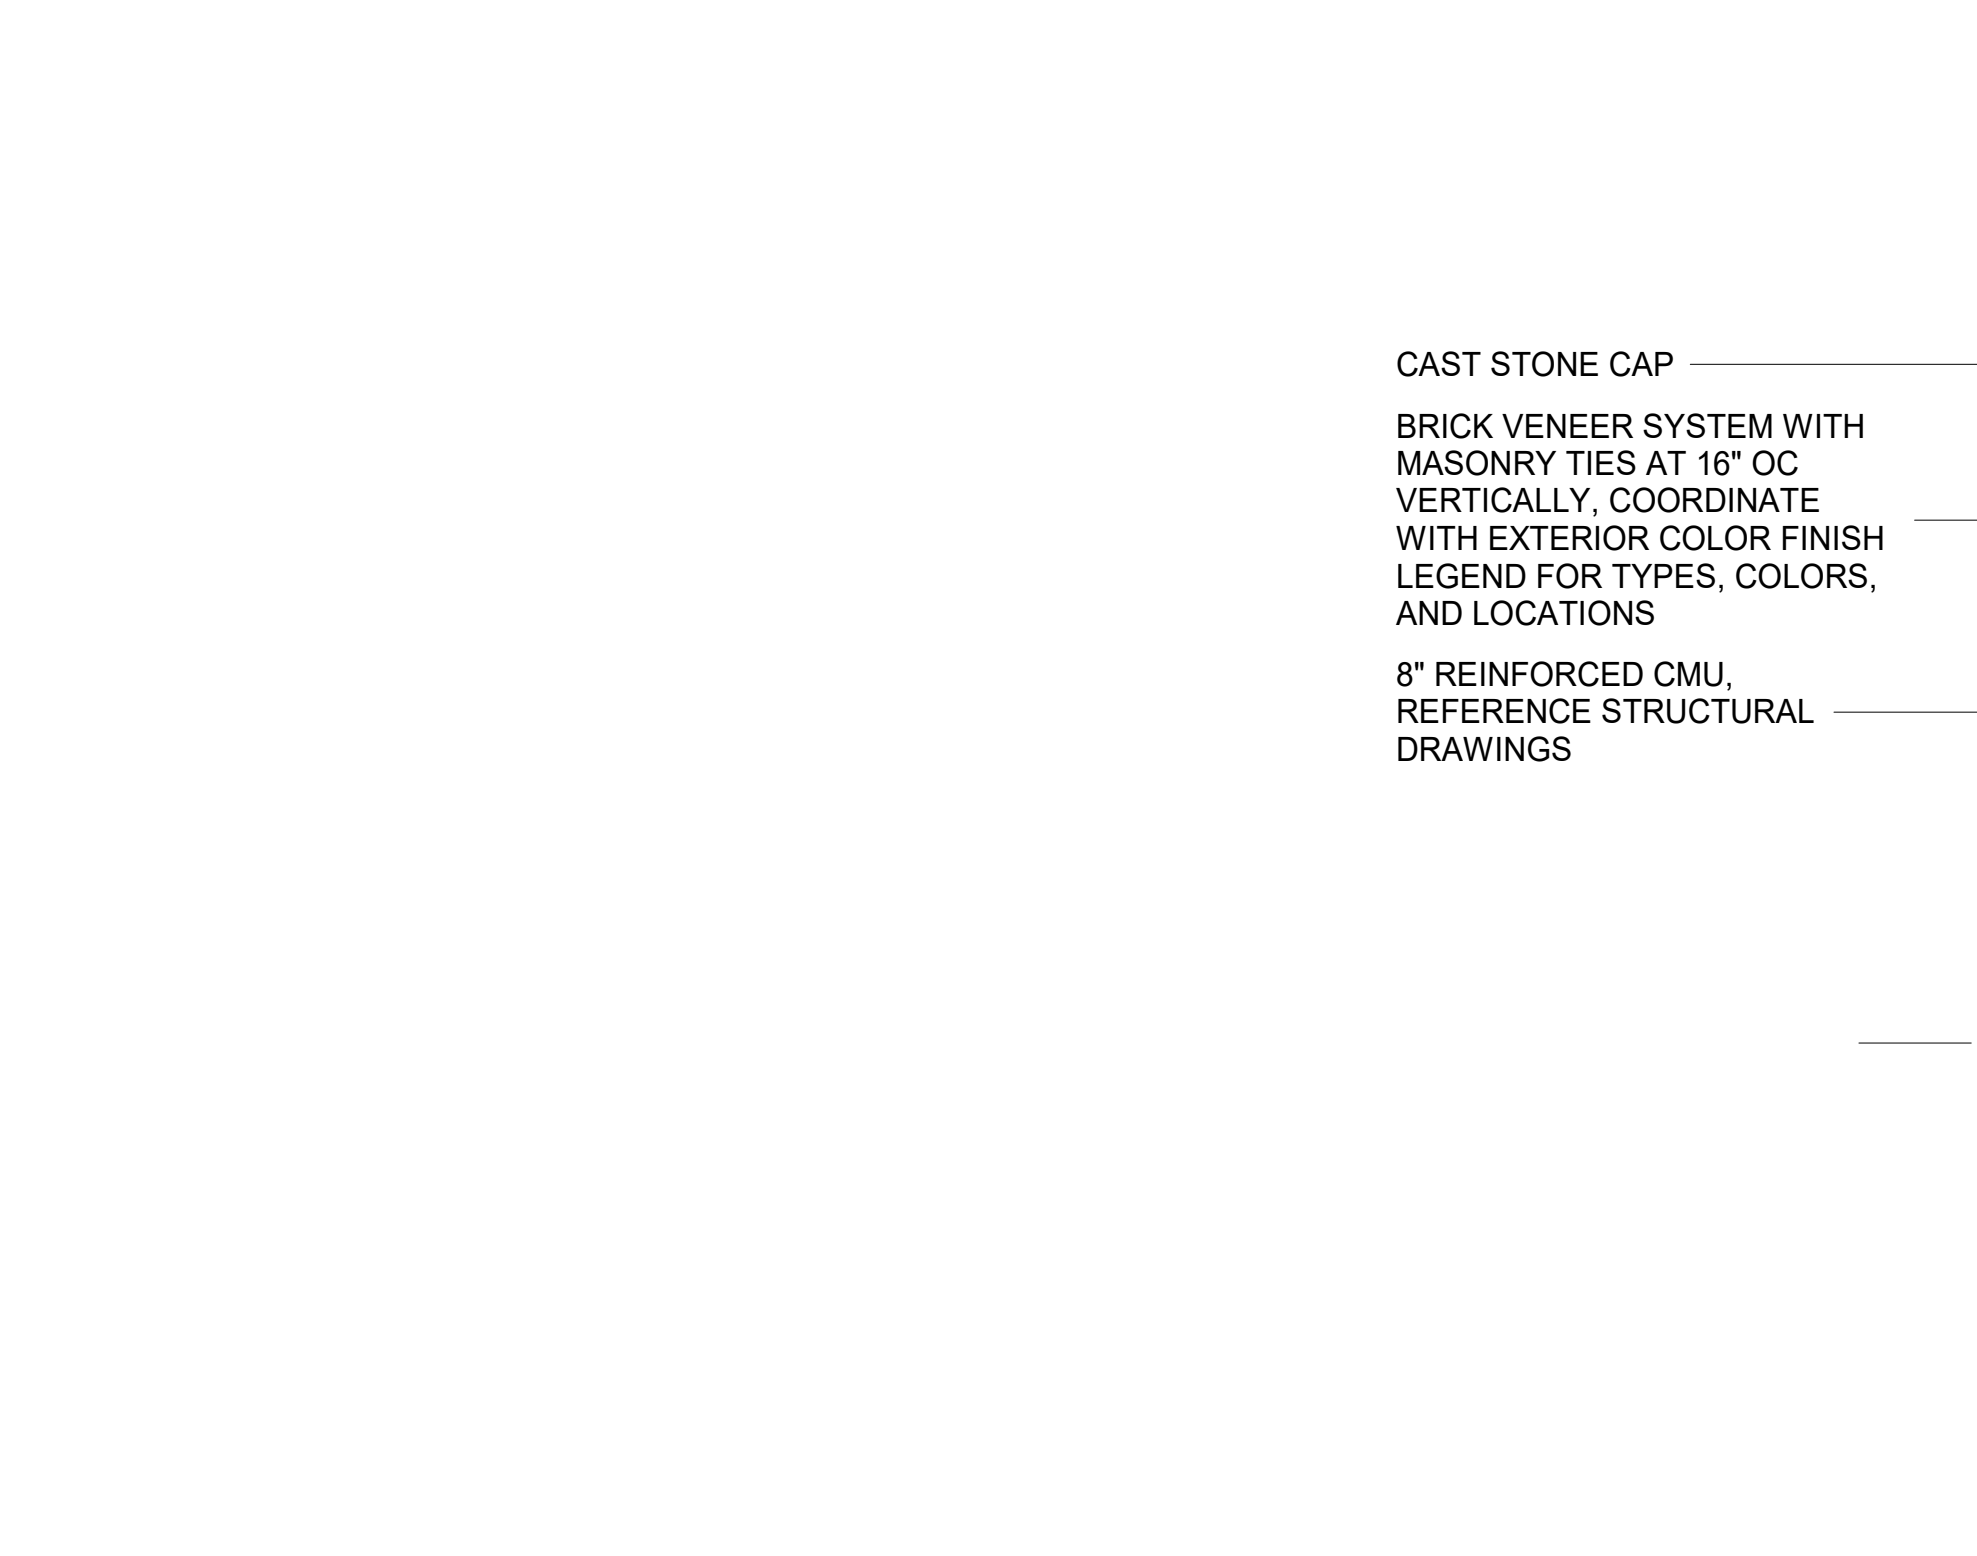 CAST STONE CAP
BRICK VENEER SYSTEM WITH
MASONRY TIES AT 16" OC
VERTICALLY, COORDINATE
WITH EXTERIOR COLOR FINISH
LEGEND FOR TYPES, COLORS,
AND LOCATIONS
8" REINFORCED CMU,
REFERENCE STRUCTURAL
DRAWINGS